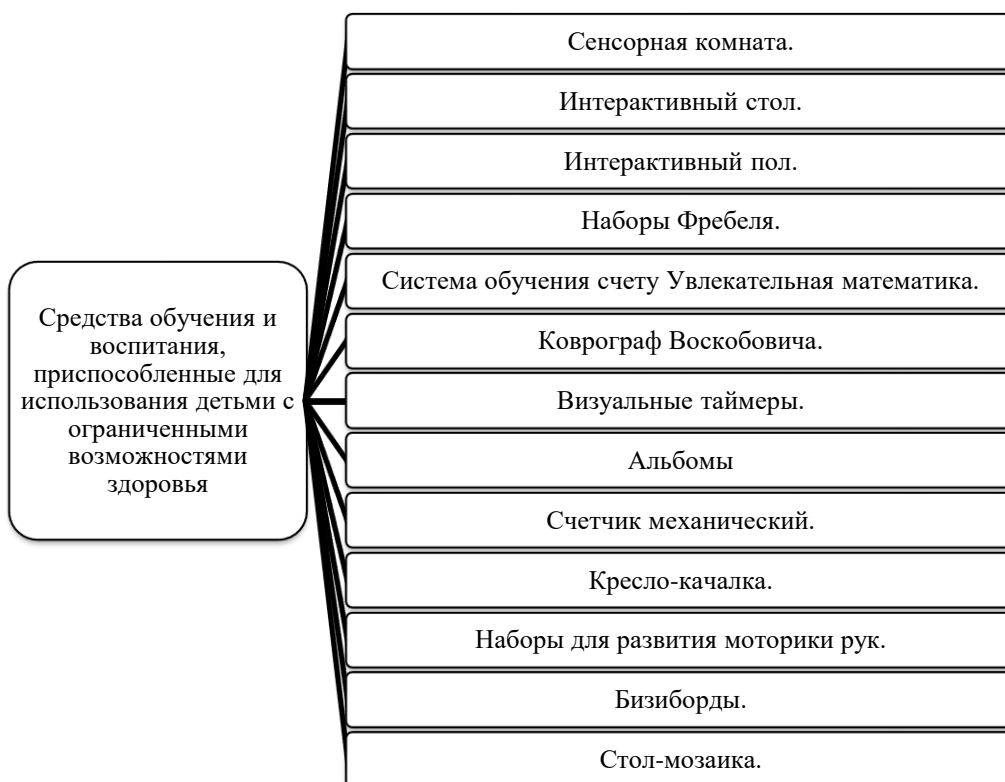 Средства обучения и
воспитания,
приспособленные для
использования детьми с
ограниченными
возможностями
здоровья
Сенсорная комната.
Интерактивный стол.
Интерактивный пол.
Наборы Фребеля.
Система обучения счету Увлекательная математика.
Коврограф Воскобовича.
Визуальные таймеры.
Альбомы
Счетчик механический.
Кресло-качалка.
Наборы для развития моторики рук.
Бизиборды.
Стол-мозаика.